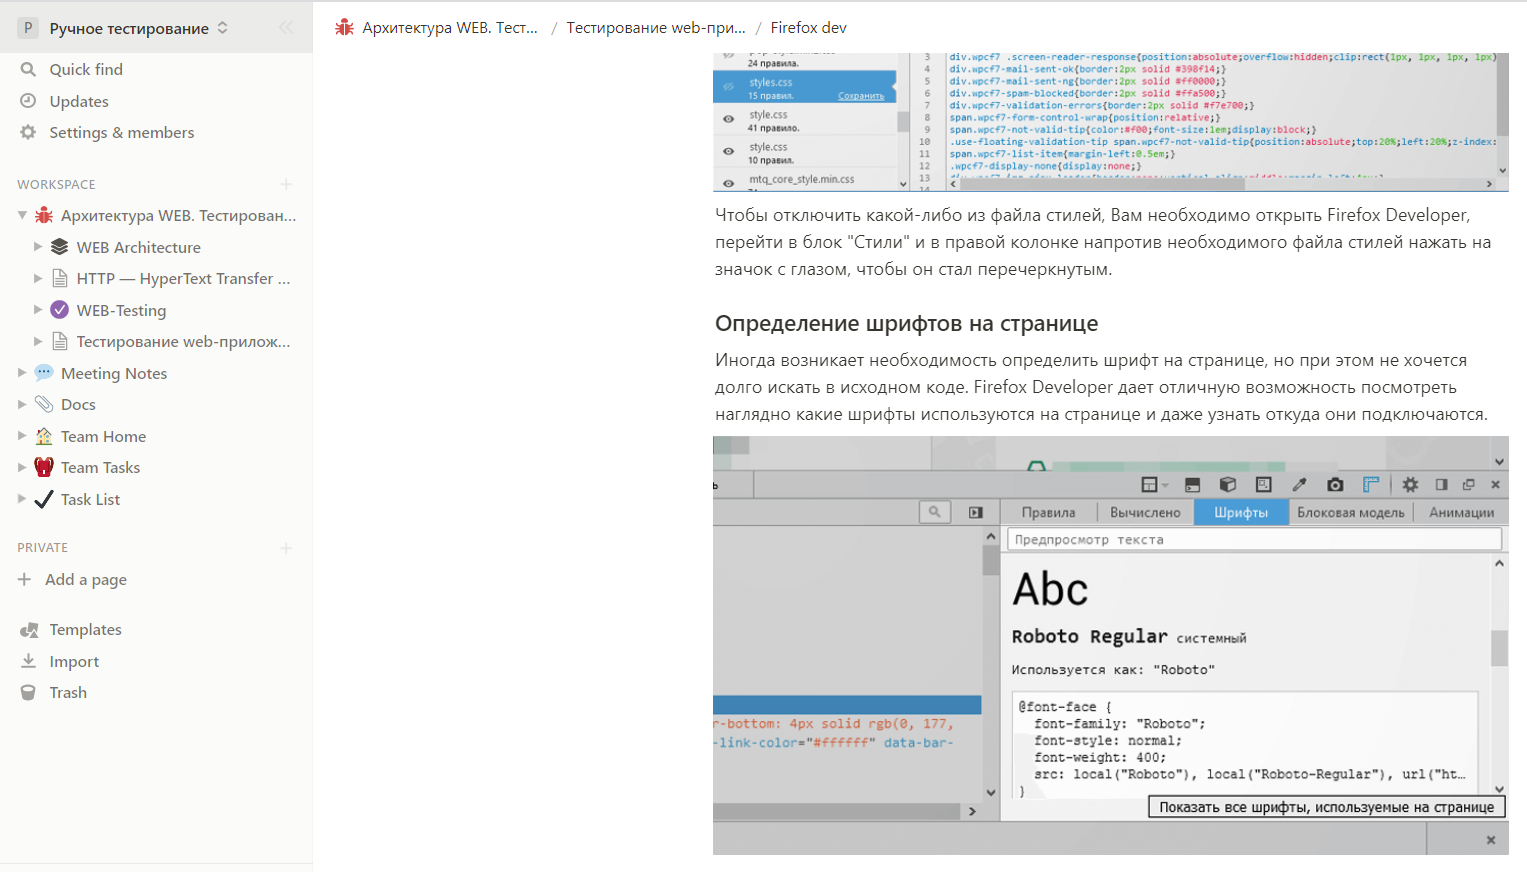 P Ручное тестирование
Quick find
Updates
Settings & members
WORKSPACE
Архитектура WEB. Тестирован...
WEB Architecture
HTTP — HyperText Transfer ...
WEB-Testing
Тестирование web-прилож...
Meeting Notes
Docs
Team Home
Team Tasks
Task List
PRIVATE
Add a page
Templates
Import
Trash
Архитектура WEB. Тест... / Тестирование web-при... / Firefox dev
24 правила.
styles.css
15 правил. Сохранить
style.css
41 правило.
style.css
10 правил.
mtq_core_style.min.css
3 div.wpcf7 .screen-reader-response{position:absolute;overflow:hidden;clip:rect(1px, 1px, 1px, 1px)
4 div.wpcf7-mail-sent-ok{border:2px solid #398f14;}
5 div.wpcf7-mail-sent-ng{border:2px solid #ff0000;}
6 div.wpcf7-spam-blocked{border:2px solid #ffa500;}
7 div.wpcf7-validation-errors{border:2px solid #f7e700;}
8 span.wpcf7-form-control-wrap{position:relative;}
9 span.wpcf7-not-valid-tip{color:#f00;font-size:1em;display:block;}
10 .use-floating-validation-tip span.wpcf7-not-valid-tip{position:absolute;top:20%;left:20%;z-index:
11 span.wpcf7-list-item{margin-left:0.5em;}
12 .wpcf7-display-none{display:none;}
13
14
Чтобы отключить какой-либо из файла стилей, Вам необходимо открыть Firefox Developer,
перейти в блок "Стили" и в правой колонке напротив необходимого файла стилей нажать на
значок с глазом, чтобы он стал перечеркнутым.
Определение шрифтов на странице
Иногда возникает необходимость определить шрифт на странице, но при этом не хочется
долго искать в исходном коде. Firefox Developer дает отличную возможность посмотреть
наглядно какие шрифты используются на странице и даже узнать откуда они подключаются.
ь
Правила Вычислено Шрифты Блоковая модель Анимации
Предпросмотр текста
Abc
Roboto Regular системный
Используется как: "Roboto"
@font-face {
font-family: "Roboto";
font-style: normal;
font-weight: 400;
src: local("Roboto"), local("Roboto-Regular"), url("ht…
}
r-bottom: 4px solid rgb(0, 177,
-link-color="#ffffff" data-bar-
Показать все шрифты, используемые на странице